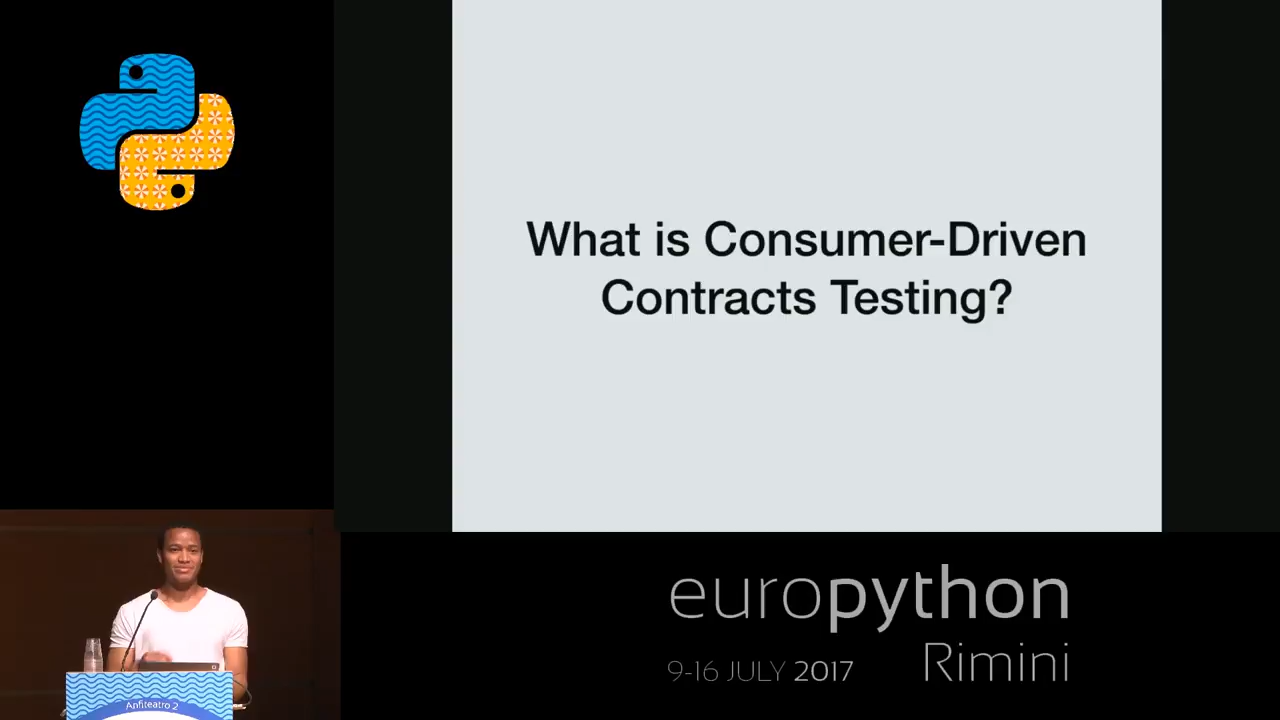 What is Consumer-Driven
Contracts Testing?
europython
9-16 JULY 2017
Rimini
Anfiteatro 2